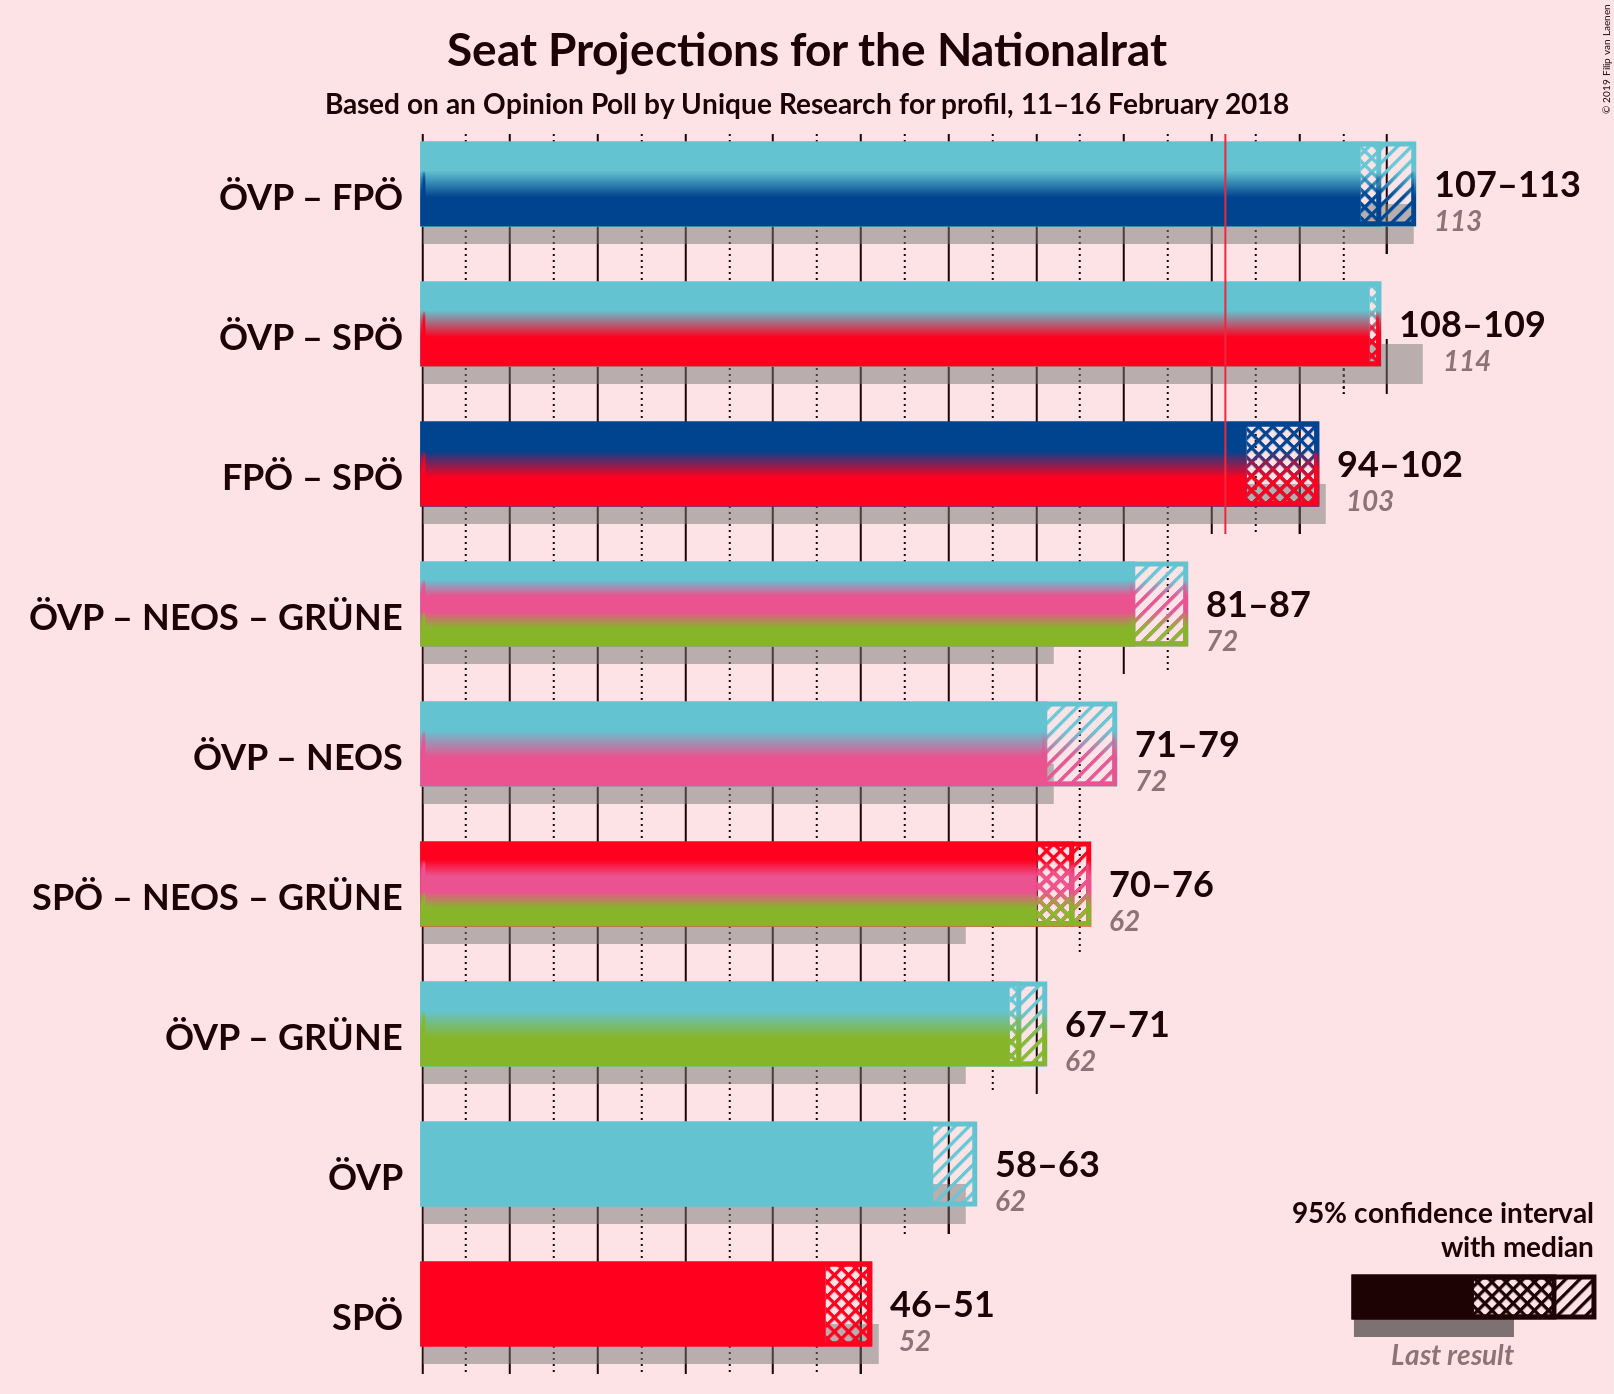 © 2019 Filip van Laenen
Seat Projections for the Nationalrat
Based on an Opinion Poll by Unique Research for profil, 11–16 February 2018
ÖVP – FPÖ
107–113
113
ÖVP – SPÖ
108–109
114
FPÖ – SPÖ
94–102
103
ÖVP – NEOS – GRÜNE
81–87
72
ÖVP – NEOS
71–79
72
SPÖ – NEOS – GRÜNE
70–76
62
ÖVP – GRÜNE
67–71
62
ÖVP
58–63
62
SPÖ
46–51
52
95% confidence interval
with median
Last result